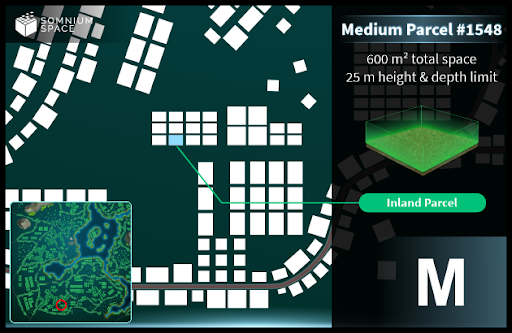 SOMNIUM
SPACE
Medium Parcel #1548
600 m² total space
25 m height & depth limit
Inland Parcel
M